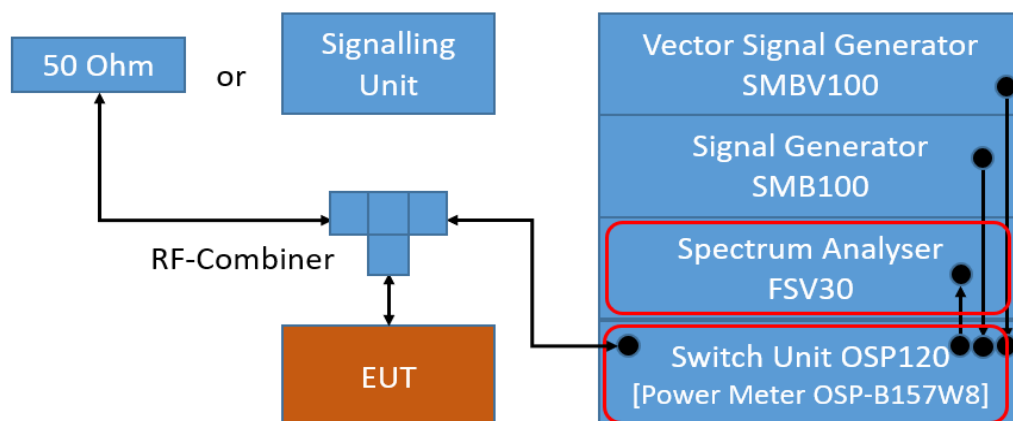 50 Ohm
or
Signalling
Unit
RF-Combiner
EUT
Vector Signal Generator
SMBV100
Signal Generator
SMB100
Spectrum Analyser
FSV30
Switch Unit OSP120
[Power Meter OSP-B157W8]